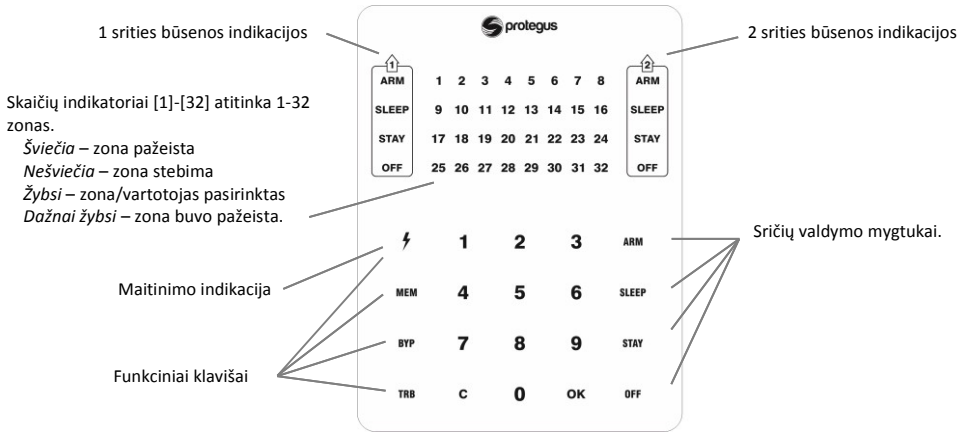 protegus
1 srities būsenos indikacijos
2 srities būsenos indikacijos
1
ARM
SLEEP
STAY
OFF
1 2 3 4 5 6 7 8
9 10 11 12 13 14 15 16
17 18 19 20 21 22 23 24
25 26 27 28 29 30 31 32
2
ARM
SLEEP
STAY
OFF
Skaičių indikatoriai [1]-[32] atitinka 1-32
zonas.
Šviečia – zona pažeista
Nešviečia – zona stebima
Žybsi – zona/vartotojas pasirinktas
Dažnai žybsi – zona buvo pažeista.
1 2 3 ARM
Sričių valdymo mygtukai.
Maitinimo indikacija
MEM 4 5 6 SLEEP
BYP 7 8 9 STAY
Funkciniai klavišai
TRB C 0 OK OFF